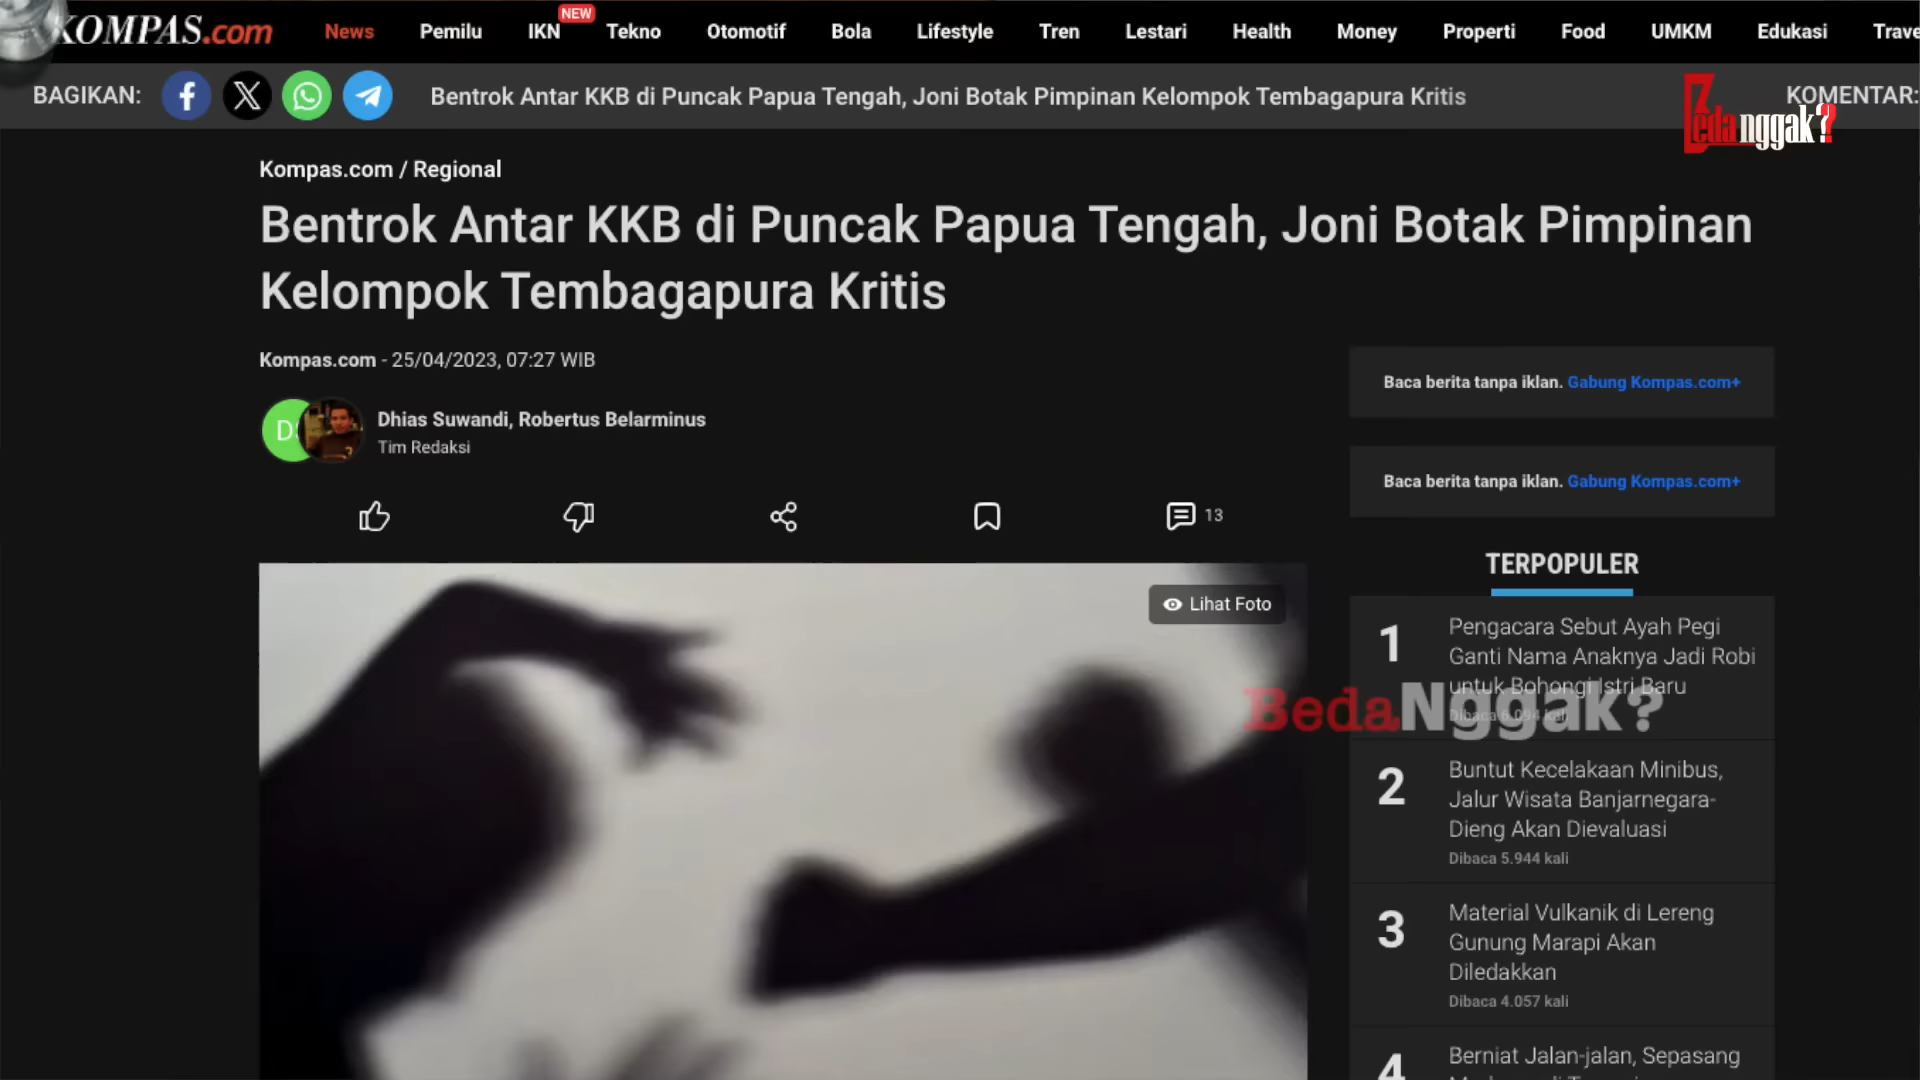 KOMPAS.com
News Pemilu IKN NEW Tekno Otomotif Bola Lifestyle Tren Lestari Health Money Properti Food UMKM Edukasi Trave
BAGIKAN:
Bentrok Antar KKB di Puncak Papua Tengah, Joni Botak Pimpinan Kelompok Tembagapura Kritis
KOMENTAR:
Bedanggak?
Kompas.com / Regional
Bentrok Antar KKB di Puncak Papua Tengah, Joni Botak Pimpinan
Kelompok Tembagapura Kritis
Kompas.com - 25/04/2023, 07:27 WIB
Dhias Suwandi, Robertus Belarminus
Tim Redaksi
13
Lihat Foto
Baca berita tanpa iklan. Gabung Kompas.com+
Baca berita tanpa iklan. Gabung Kompas.com+
TERPOPULER
1
Pengacara Sebut Ayah Pegi
Ganti Nama Anaknya Jadi Robi
untuk Bohongi Istri Baru
Dibaca 6.094 kali
BedaNggak?
2
Buntut Kecelakaan Minibus,
Jalur Wisata Banjarnegara-
Dieng Akan Dievaluasi
Dibaca 5.944 kali
3
Material Vulkanik di Lereng
Gunung Marapi Akan
Diledakkan
Dibaca 4.057 kali
4
Berniat Jalan-jalan, Sepasang